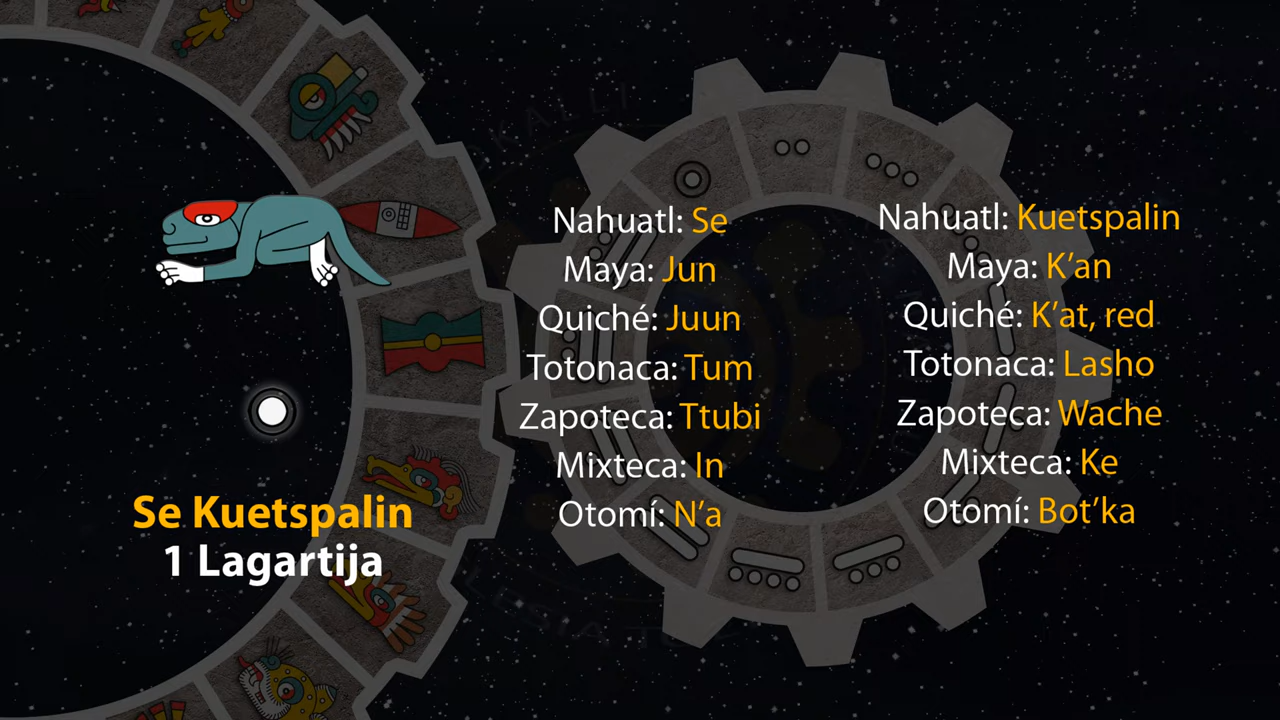 Se Kuetspalin
1 Lagartija
Nahuatl: Se
Maya: Jun
Quiché: Juun
Totonaca: Tum
Zapoteca: Ttubi
Mixteca: In
Otomí: N’a
Nahuatl: Kuetspalin
Maya: K’an
Quiché: K’at, red
Totonaca: Lasho
Zapoteca: Wache
Mixteca: Ke
Otomí: Bot’ka